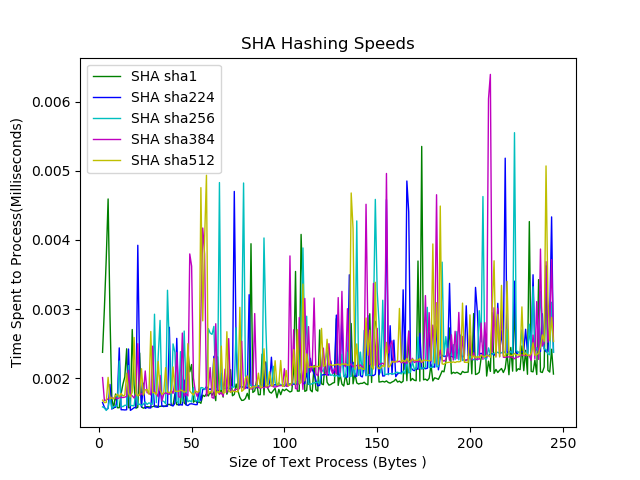 SHA Hashing Speeds
SHA sha1
SHA sha224
SHA sha256
SHA sha384
SHA sha512
Time Spent to Process(Milliseconds)
0.006
0.005
0.004
0.003
0.002
0 50 100 150 200 250
Size of Text Process (Bytes )